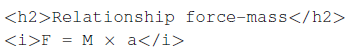 <h2>Relationship force-mass</h2>
<i>F = M × a</i>